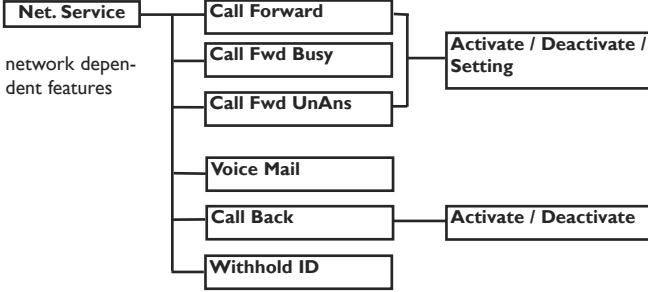 Net. Service
network depen-
dent features
Call Forward
Call Fwd Busy
Call Fwd UnAns
Activate / Deactivate /
Setting
Voice Mail
Call Back
Activate / Deactivate
Withhold ID